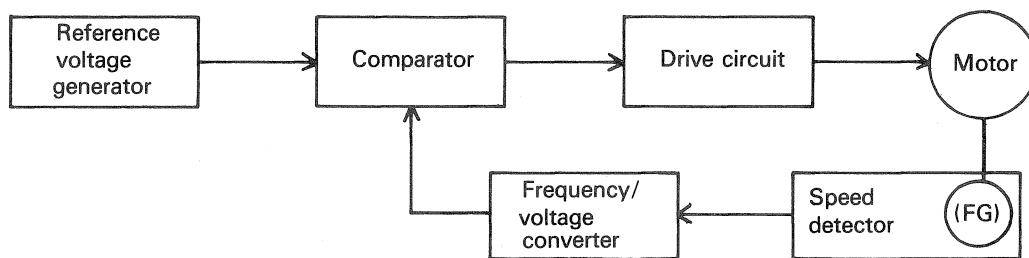 Reference
voltage
generator
Comparator
Drive circuit
Motor
Frequency/
voltage
converter
Speed
detector
(FG)